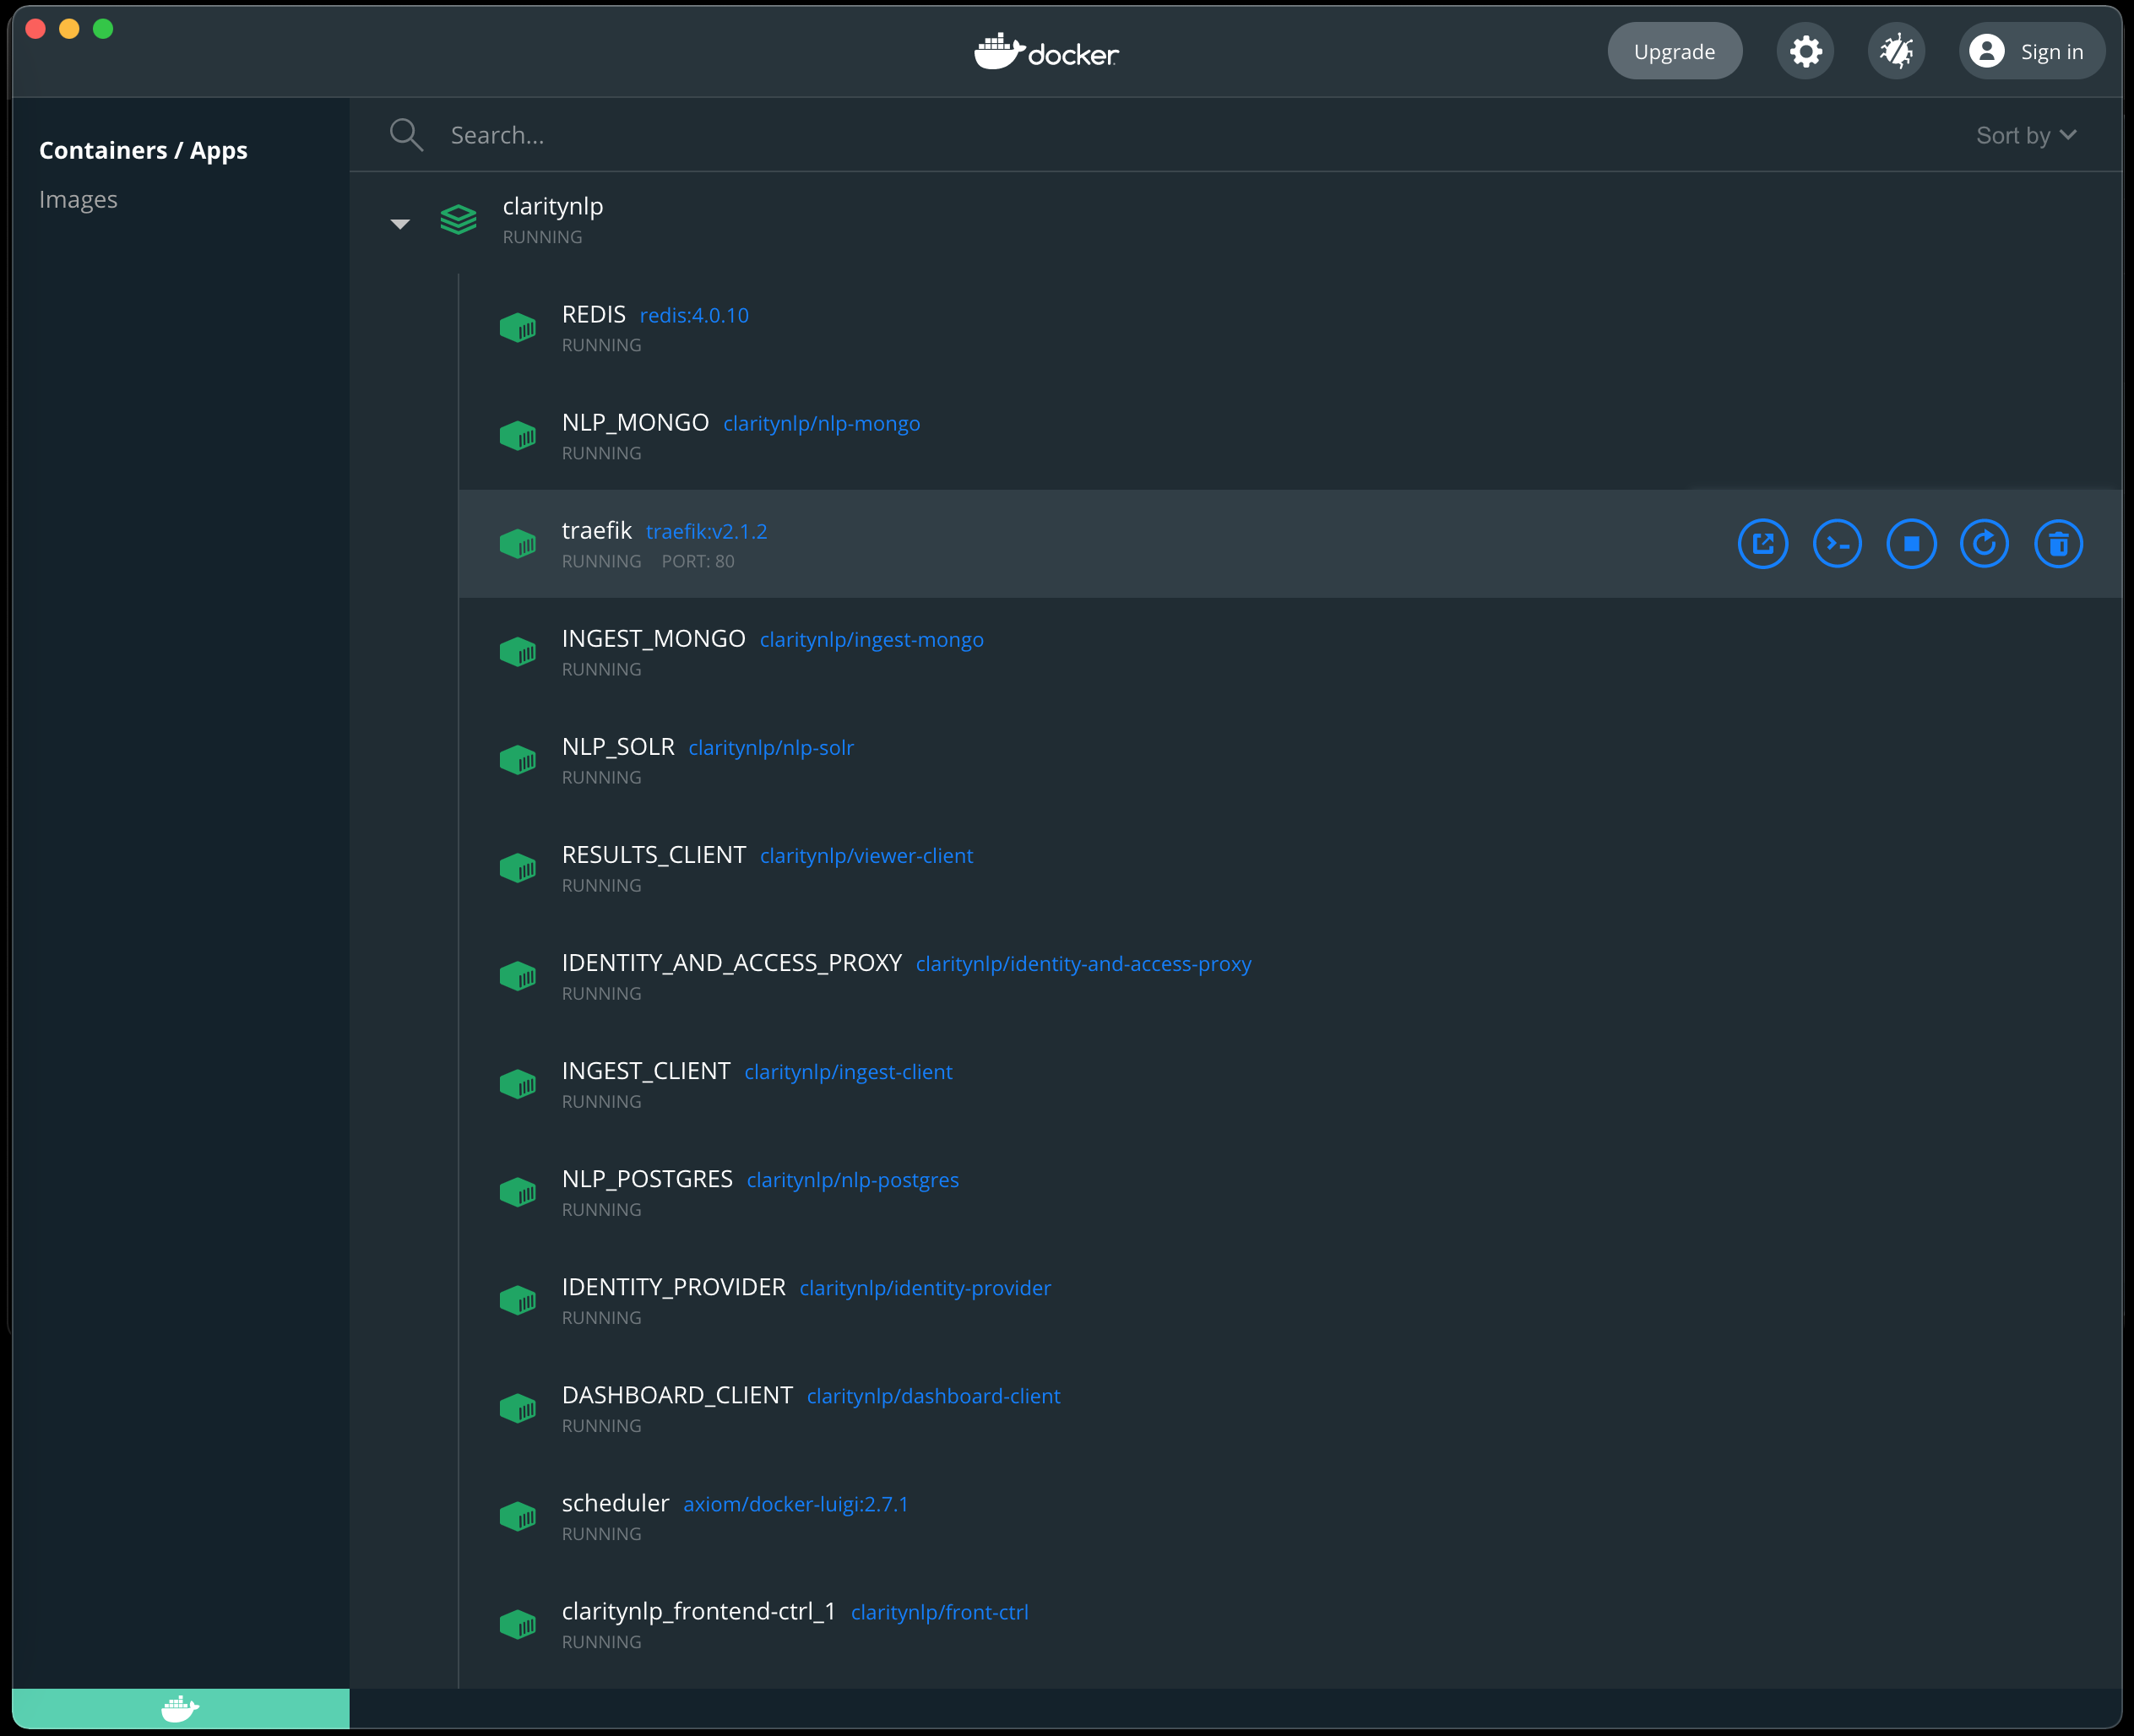 docker
Upgrade
Sign in
Containers / Apps
Images
Search...
Sort by
claritynlp
RUNNING
REDIS redis:4.0.10
RUNNING
NLP_MONGO claritynlp/nlp-mongo
RUNNING
traefik traefik:v2.1.2
RUNNING PORT: 80
INGEST_MONGO claritynlp/ingest-mongo
RUNNING
NLP_SOLR claritynlp/nlp-solr
RUNNING
RESULTS_CLIENT claritynlp/viewer-client
RUNNING
IDENTITY_AND_ACCESS_PROXY claritynlp/identity-and-access-proxy
RUNNING
INGEST_CLIENT claritynlp/ingest-client
RUNNING
NLP_POSTGRES claritynlp/nlp-postgres
RUNNING
IDENTITY_PROVIDER claritynlp/identity-provider
RUNNING
DASHBOARD_CLIENT claritynlp/dashboard-client
RUNNING
scheduler axiom/docker-luigi:2.7.1
RUNNING
claritynlp_frontend-ctrl_1 claritynlp/front-ctrl
RUNNING